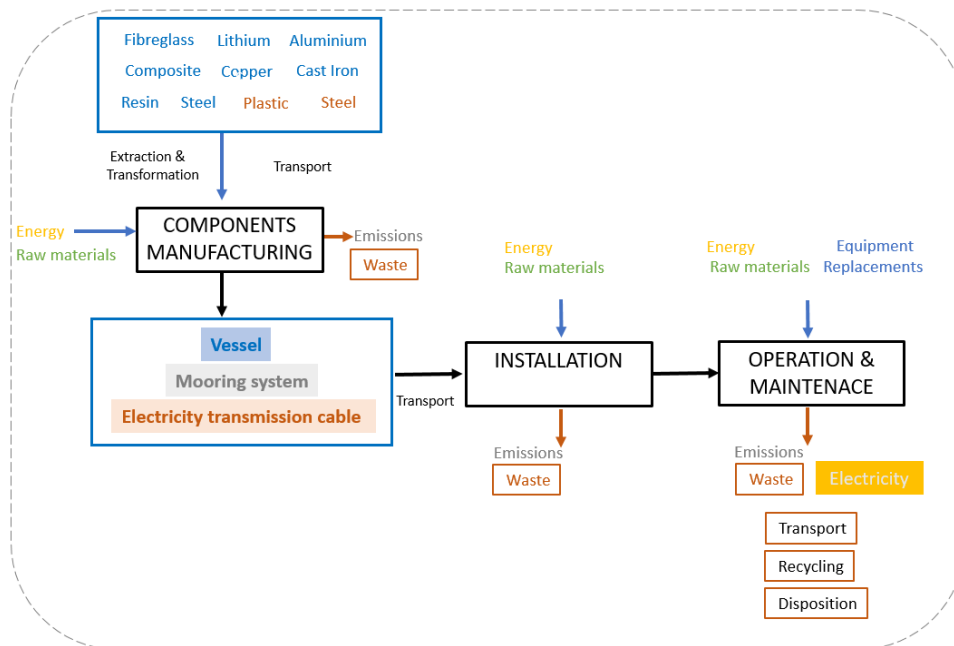 Fibreglass Lithium Aluminium
Composite Copper Cast Iron
Resin Steel Plastic Steel
Extraction &
Transformation
Transport
Energy
Raw materials
COMPONENTS
MANUFACTURING
Emissions
Waste
Vessel
Mooring system
Electricity transmission cable
Transport
Energy
Raw materials
INSTALLATION
Emissions
Waste
Energy
Raw materials
Equipment
Replacements
OPERATION &
MAINTENACE
Emissions
Waste
Electricity
Transport
Recycling
Disposition